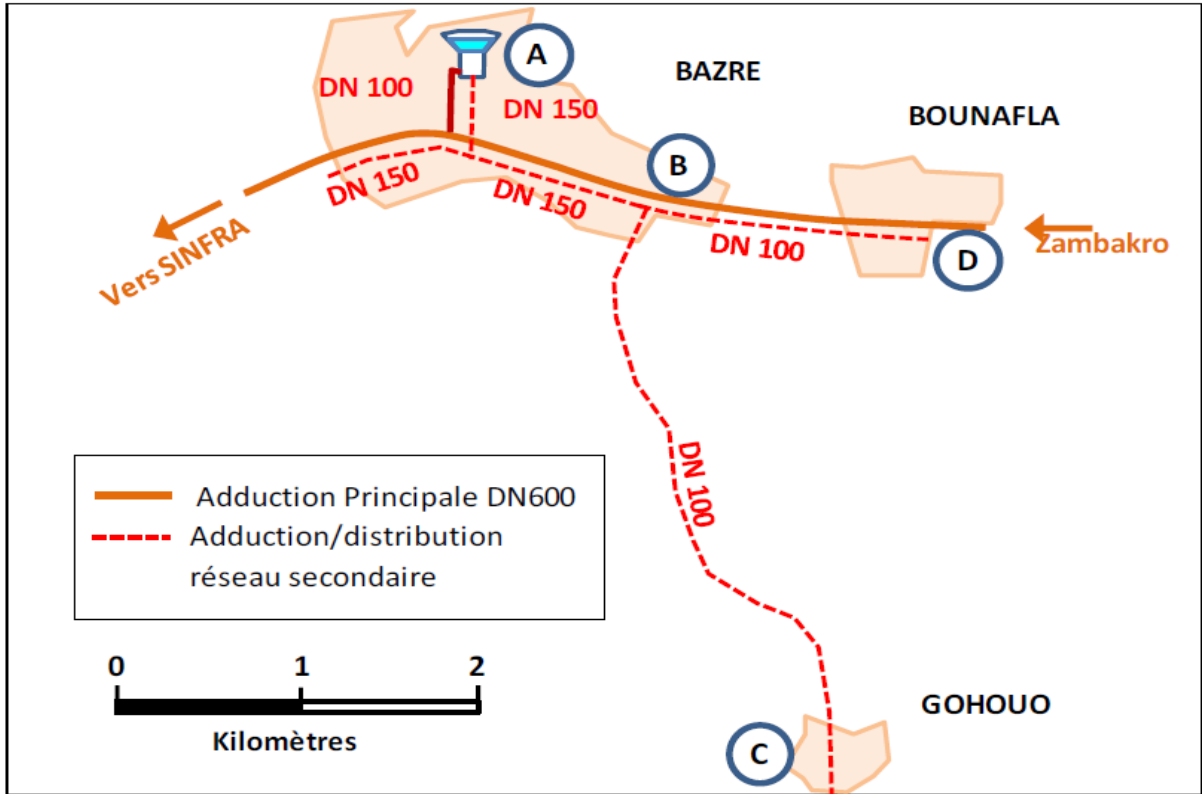 A
BAZRE
DN 100
DN 150
BOUNAFLA
B
DN 150
DN 150
DN 100
D
Zambakro
Vers SINFRA
DN 100
Adduction Principale DN600
Adduction/distribution
réseau secondaire
0 1 2
Kilomètres
GOHOUO
C